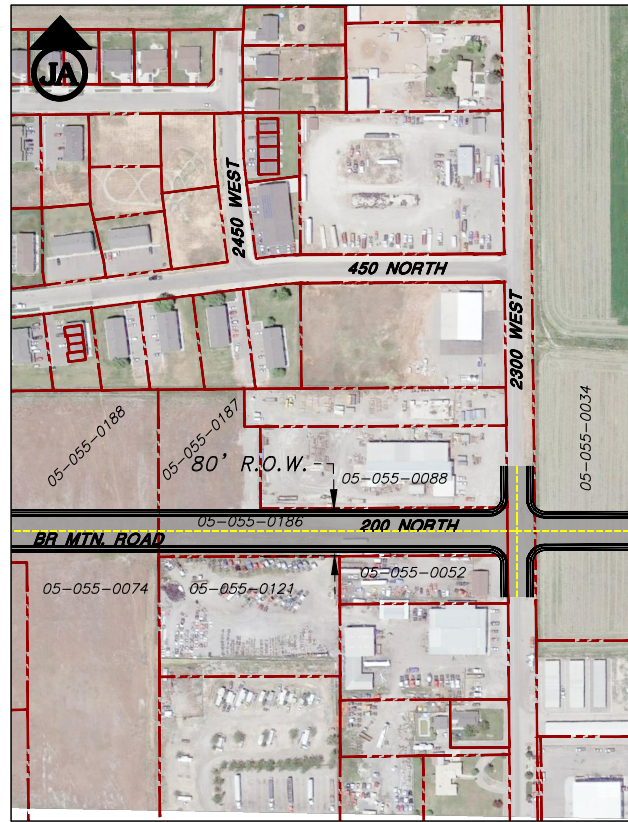 JA
2450 WEST
450 NORTH
2300 WEST
05-055-0188
05-055-0187
05-055-0034
80' R.O.W.
05-055-0088
05-055-0186
200 NORTH
BR MTN. ROAD
05-055-0074
05-055-0121
05-055-0052